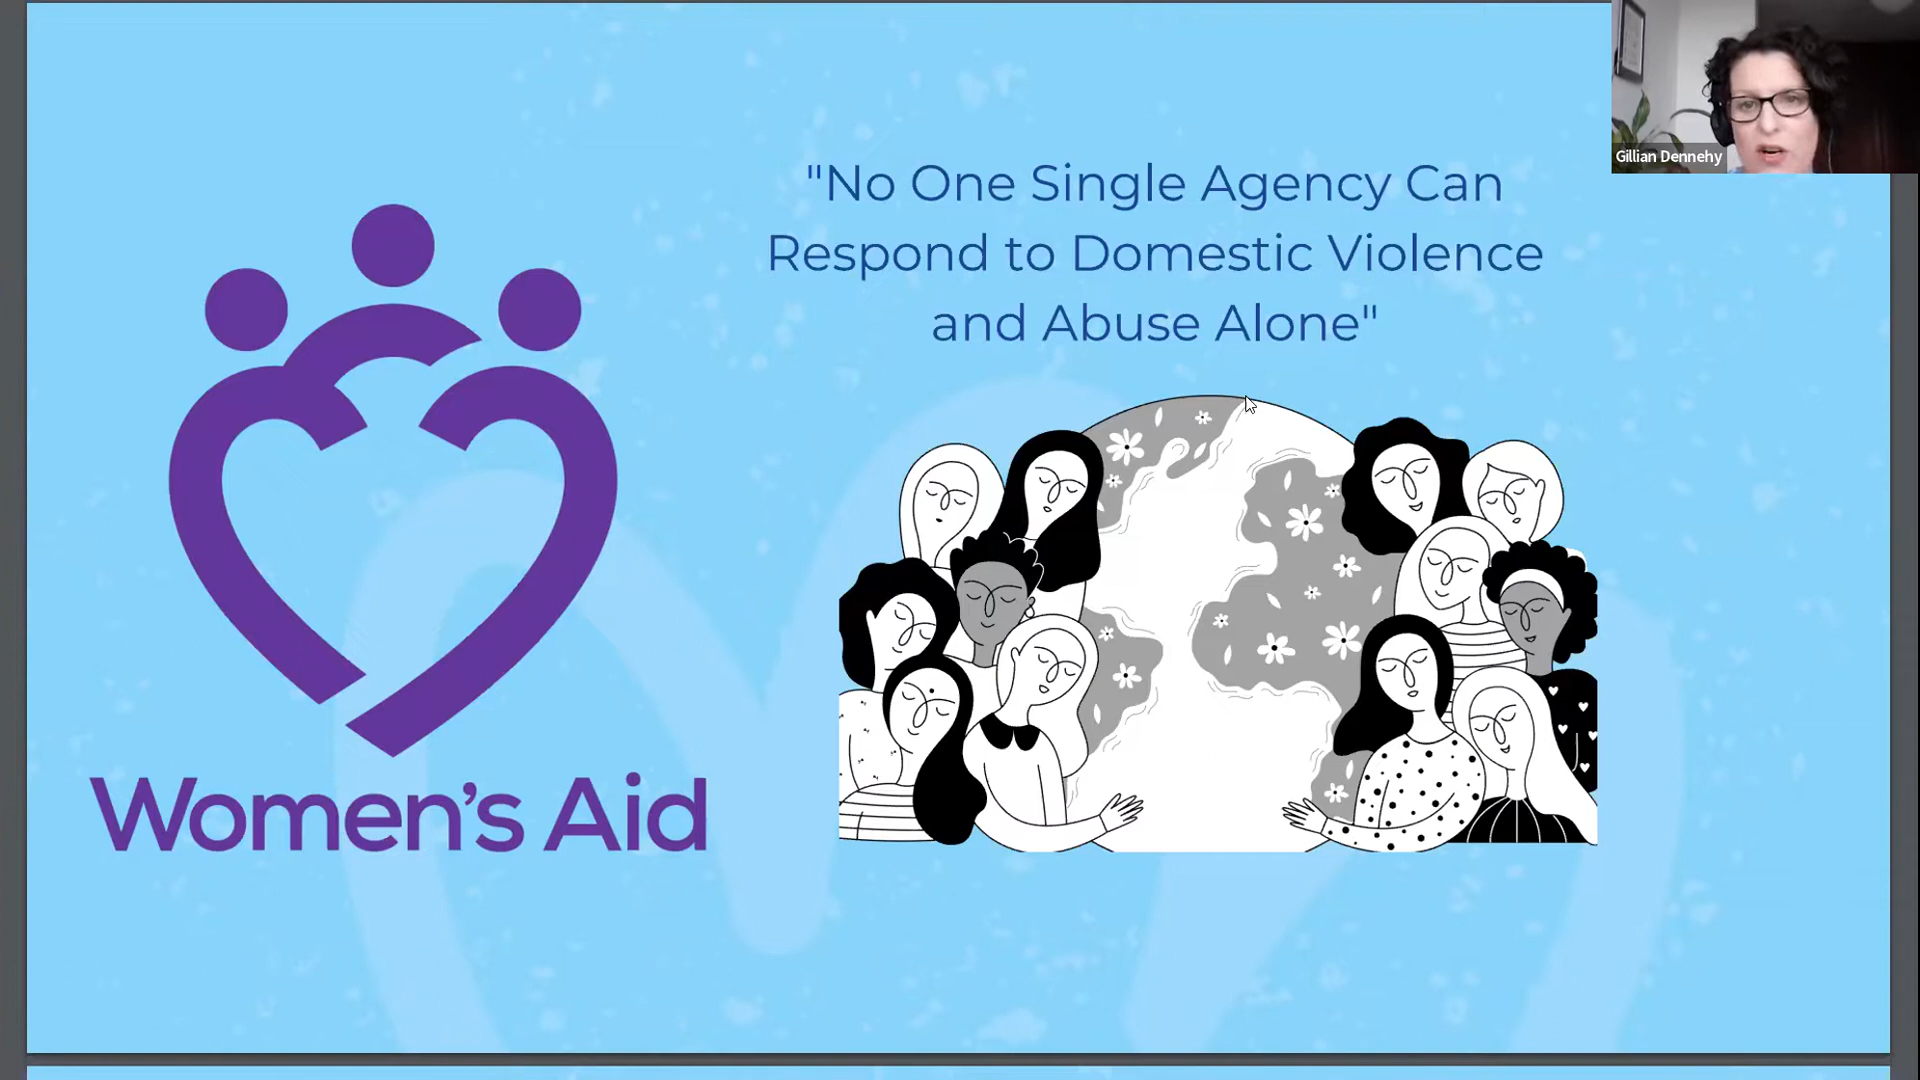 "No One Single Agency Can
Respond to Domestic Violence
and Abuse Alone"
Women's Aid
Gillian Dennehy